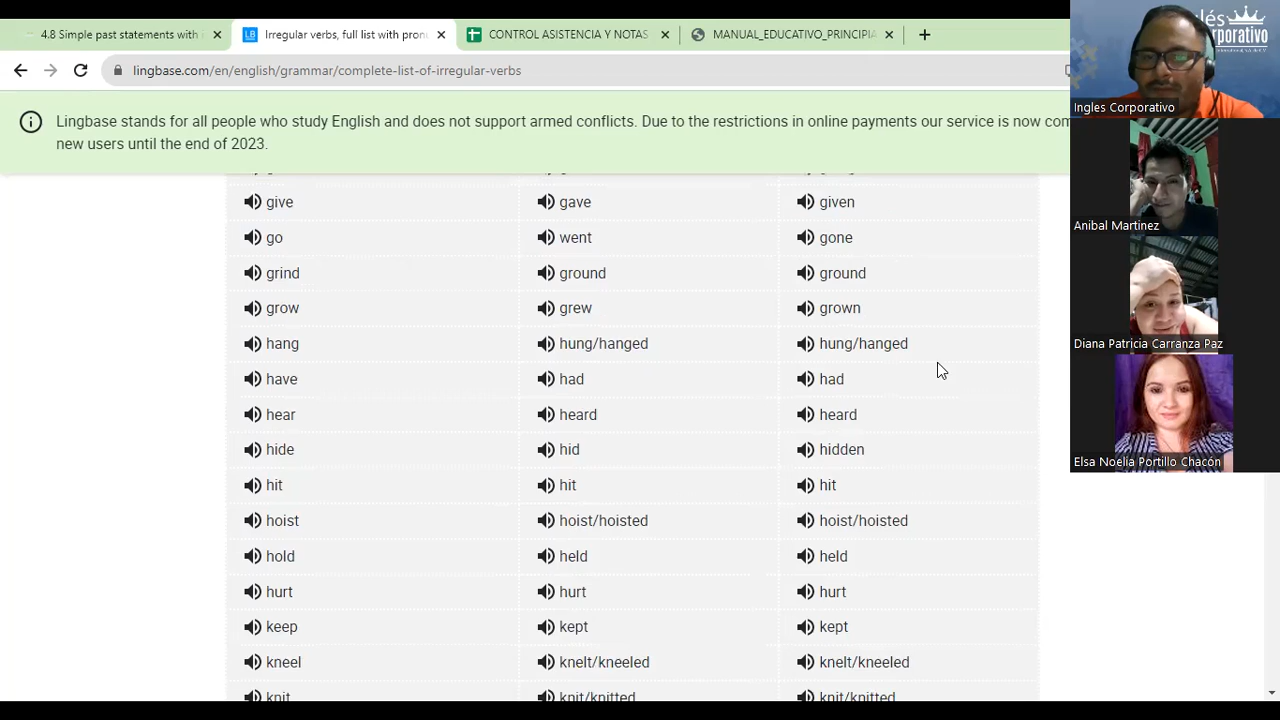 4.8 Simple past statements with
Irregular verbs, full list with pron
CONTROL ASISTENCIA Y NOTAS
MANUAL_EDUCATIVO_PRINCIPIA
lingbase.com/en/english/grammar/complete-list-of-irregular-verbs
Lingbase stands for all people who study English and do not support armed conflicts. Due to the restrictions in online payments our service is now com
new users until the end of 2023.
give gave given
go went gone
grind ground ground
grow grew grown
hang hung/hanged hung/hanged
have had had
hear heard heard
hide hid hidden
hit hit hit
hoist hoist/hoisted hoist/hoisted
hold held held
hurt hurt hurt
keep kept kept
kneel knelt/kneeled knelt/kneeled
knit knit/knitted knit/knitted
Ingles Corporativo
Anibal Martinez
Diana Patricia Carranza Paz
Elsa Noelia Portillo Chacón